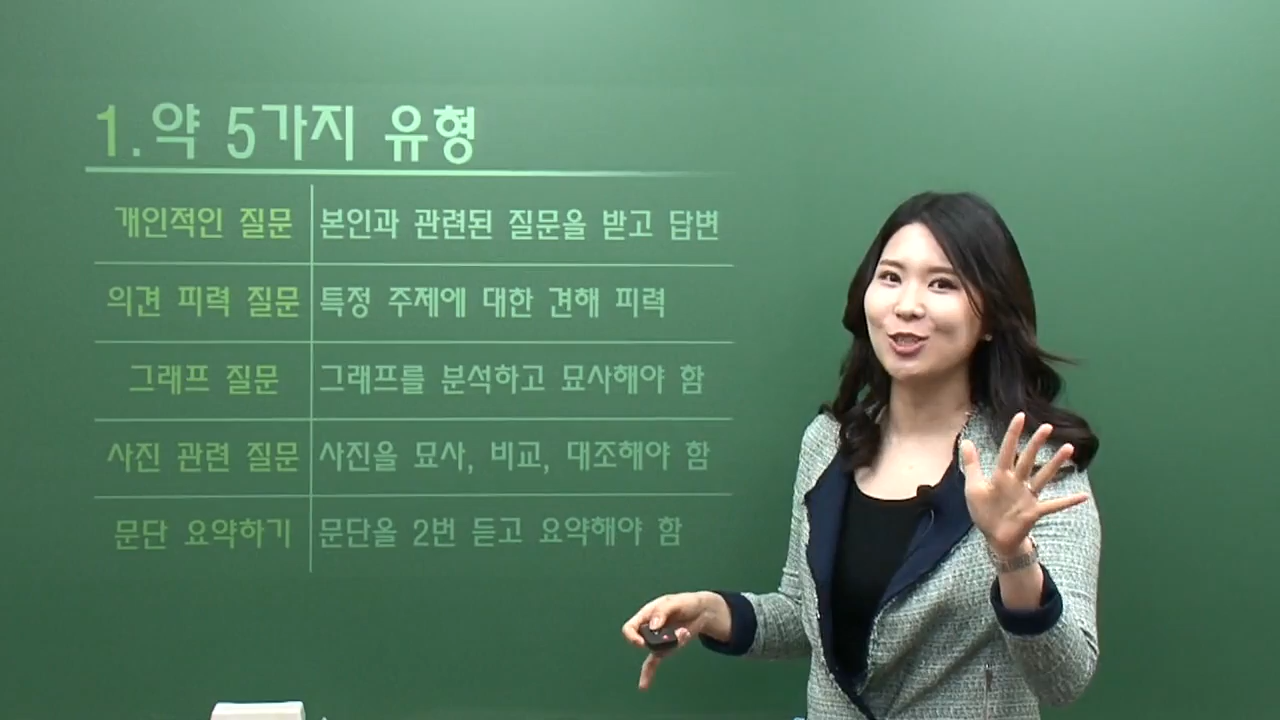 1.약 5가지 유형
개인적인 질문 본인과 관련된 질문을 받고 답변
의견 피력 질문 특정 주제에 대한 견해 피력
그래프 질문 그래프를 분석하고 묘사해야 함
사진 관련 질문 사진을 묘사, 비교, 대조해야 함
문단 요약하기 문단을 2번 듣고 요약해야 함